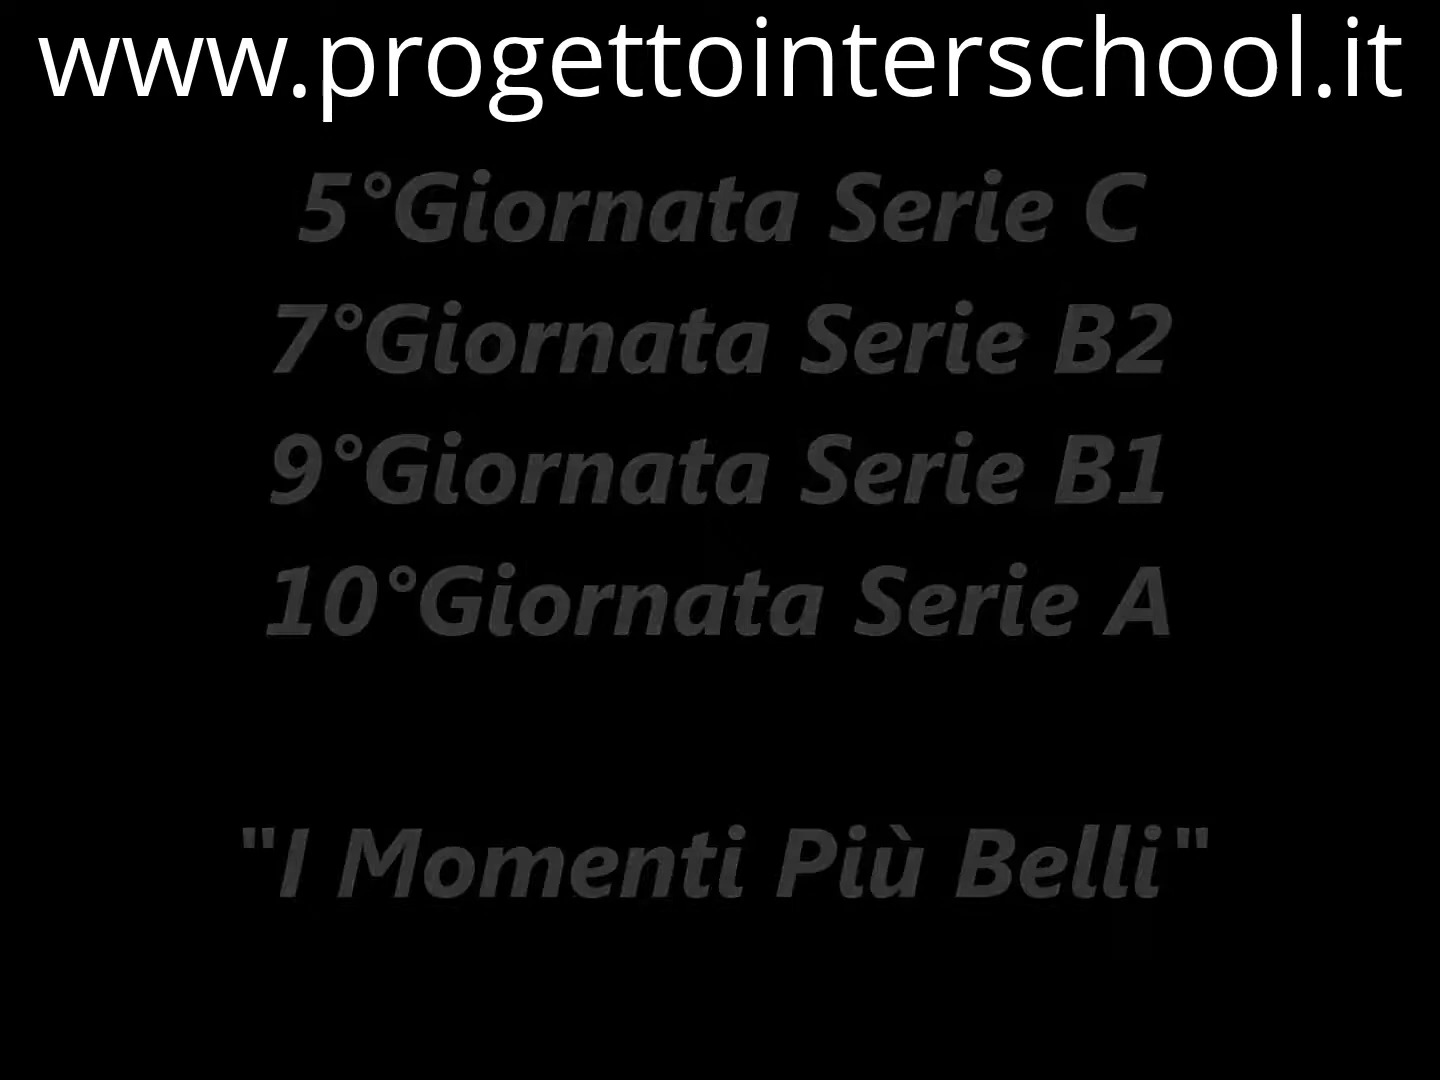 www.progettointerschool.it
5°Giornata Serie C
7°Giornata Serie B2
9°Giornata Serie B1
10°Giornata Serie A
"I Momenti Più Belli"